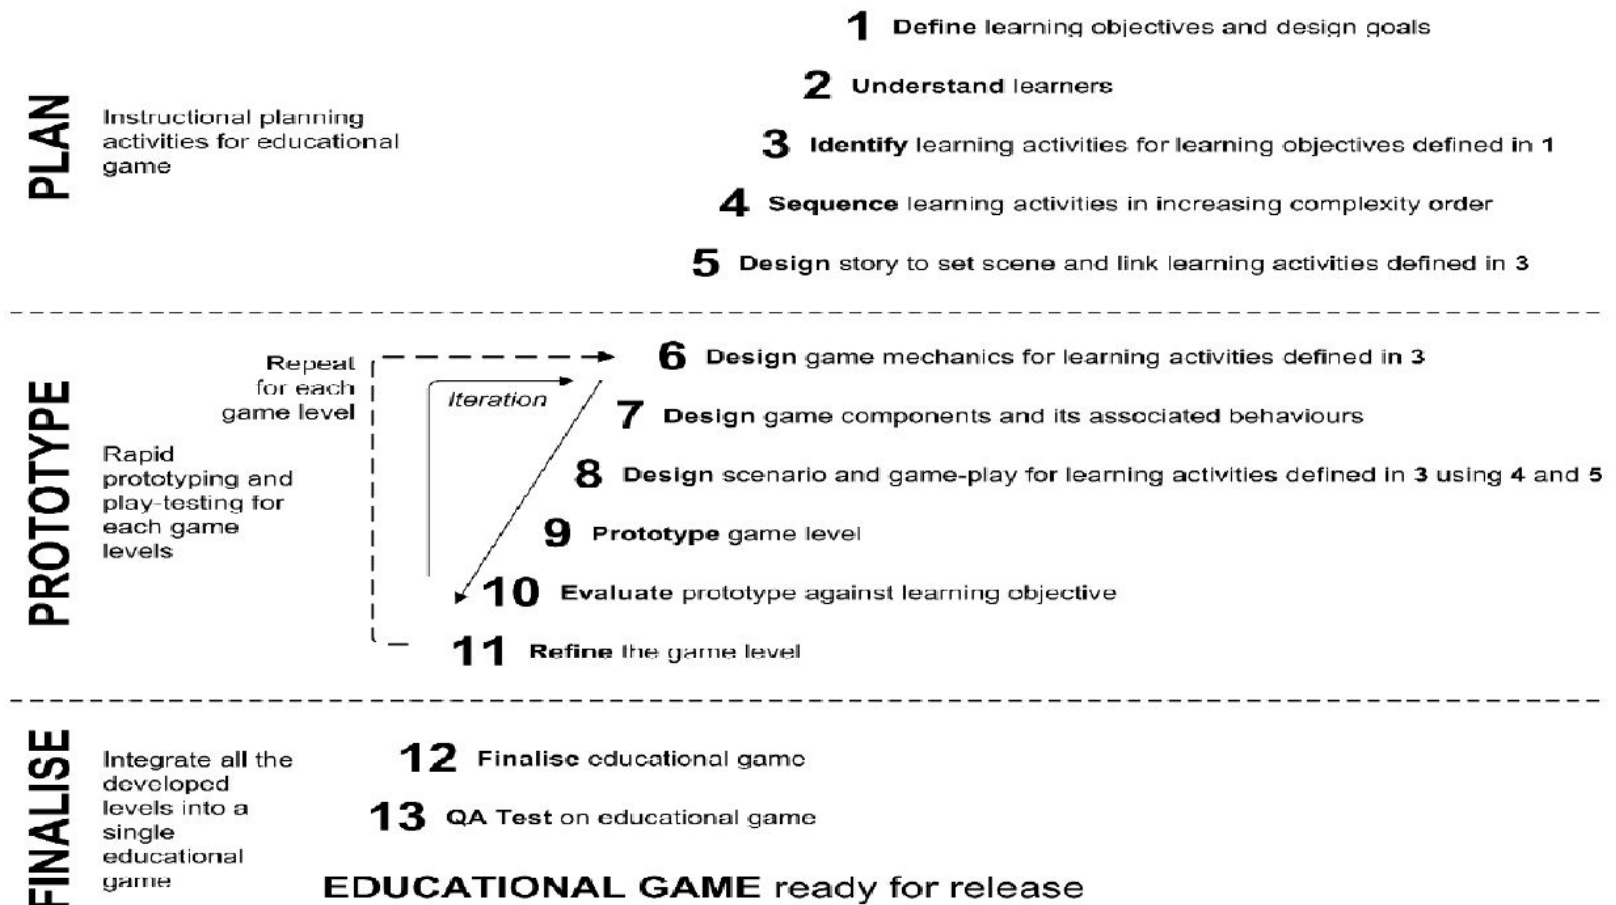 PLAN
Instructional planning
activities for educational
game
1 Define learning objectives and design goals
2 Understand learners
3 Identify learning activities for learning objectives defined in 1
4 Sequence learning activities in increasing complexity order
5 Design story to set scene and link learning activities defined in 3
PROTOTYPE
Rapid
prototyping and
play-testing for
each game
levels
Repeat
for each
game level
Iteration
6 Design game mechanics for learning activities defined in 3
7 Design game components and its associated behaviours
8 Design scenario and game-play for learning activities defined in 3 using 4 and 5
9 Prototype game level
10 Evaluate prototype against learning objective
11 Refine the game level
FINALISE
Integrate all the
developed
levels into a
single
educational
game
12 Finalise educational game
13 QA Test on educational game
EDUCATIONAL GAME ready for release